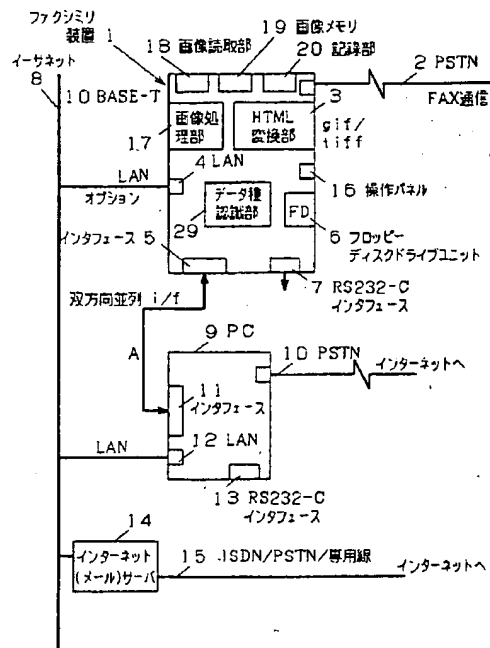 ファクシミリ
装置 1
18 画像読取部
19 画像メモリ
20 記録部
イーサネット
8
10 BASE-T
2 PSTN
FAX通信
3
画像処
理部
17
HTML
変換部
gif/
tiff
4 LAN
LAN
オプション
16 操作パネル
データ種
認識部
29
FD
6 フロッピー
ディスクドライブユニット
インタフェース 5
7 RS232-C
インタフェース
双方向並列 i/f
A
9 PC
10 PSTN
インターネットへ
11
インタフェース
12 LAN
LAN
13 RS232-C
インタフェース
14
インターネット
(メール)サーバ
15 ISDN/PSTN/専用線
インターネットへ